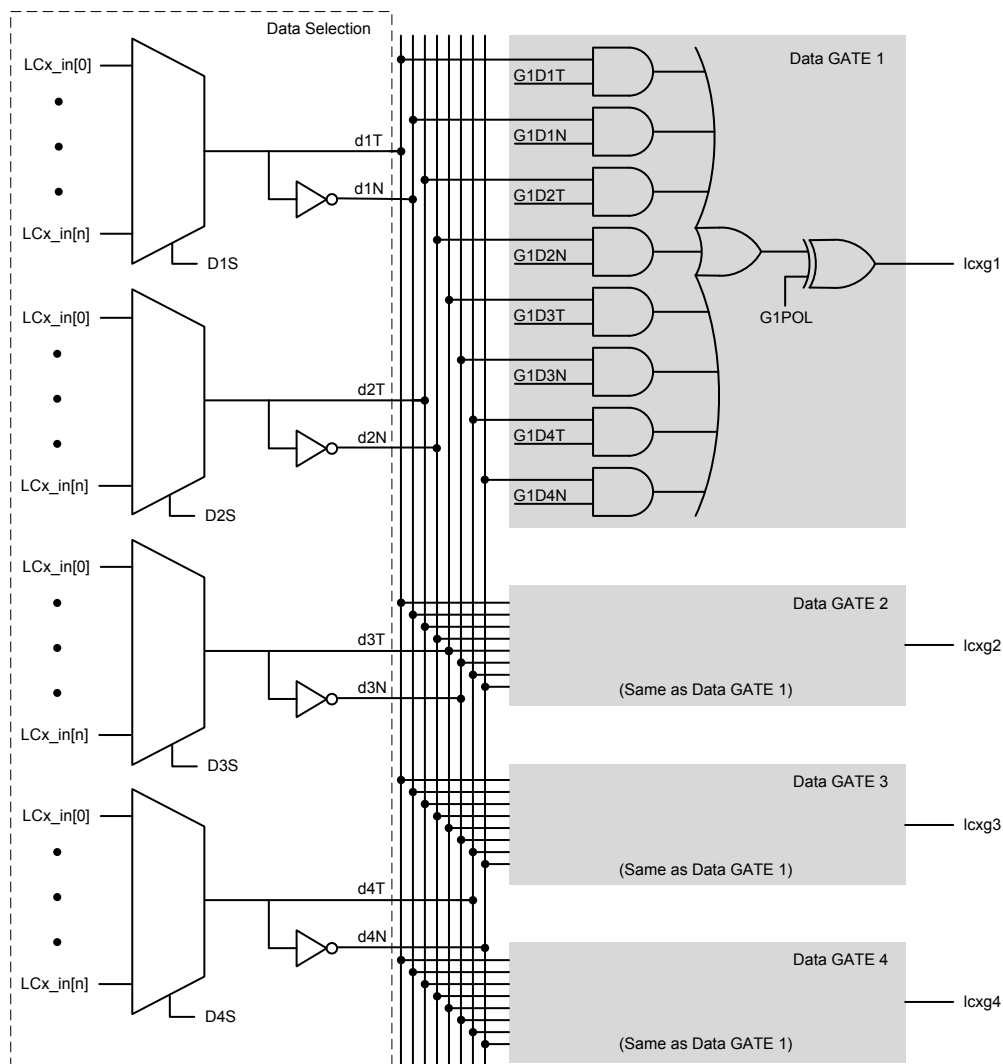 Data Selection
LCx_in[0]
LCx_in[n]
D1S
d1T
d1N
LCx_in[0]
LCx_in[n]
D2S
d2T
d2N
LCx_in[0]
LCx_in[n]
D3S
d3T
d3N
LCx_in[0]
LCx_in[n]
D4S
d4T
d4N
Data GATE 1
G1D1T
G1D1N
G1D2T
G1D2N
G1D3T
G1D3N
G1D4T
G1D4N
G1POL
lcxg1
Data GATE 2
(Same as Data GATE 1)
lcxg2
Data GATE 3
(Same as Data GATE 1)
lcxg3
Data GATE 4
(Same as Data GATE 1)
lcxg4